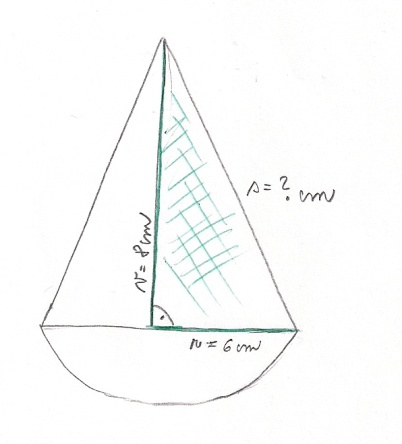 s = ? cm
v = 8 cm
r = 6 cm